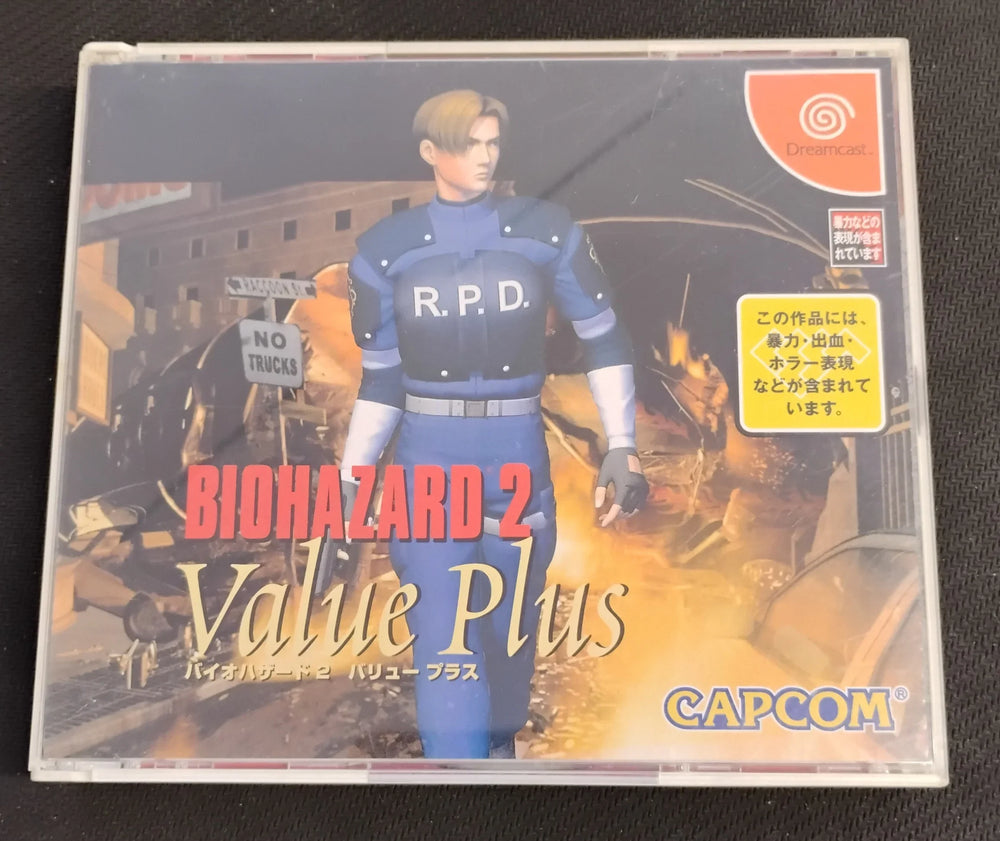 Dreamcast™
暴力などの
表現が含ま
れています
RACCOON ST.
R.P.D.
NO
TRUCKS
この作品には、
暴力・出血・
ホラー表現
などが含まれて
います。
BIOHAZARD 2
Value Plus
バイオハザード2 バリュー プラス
CAPCOM®